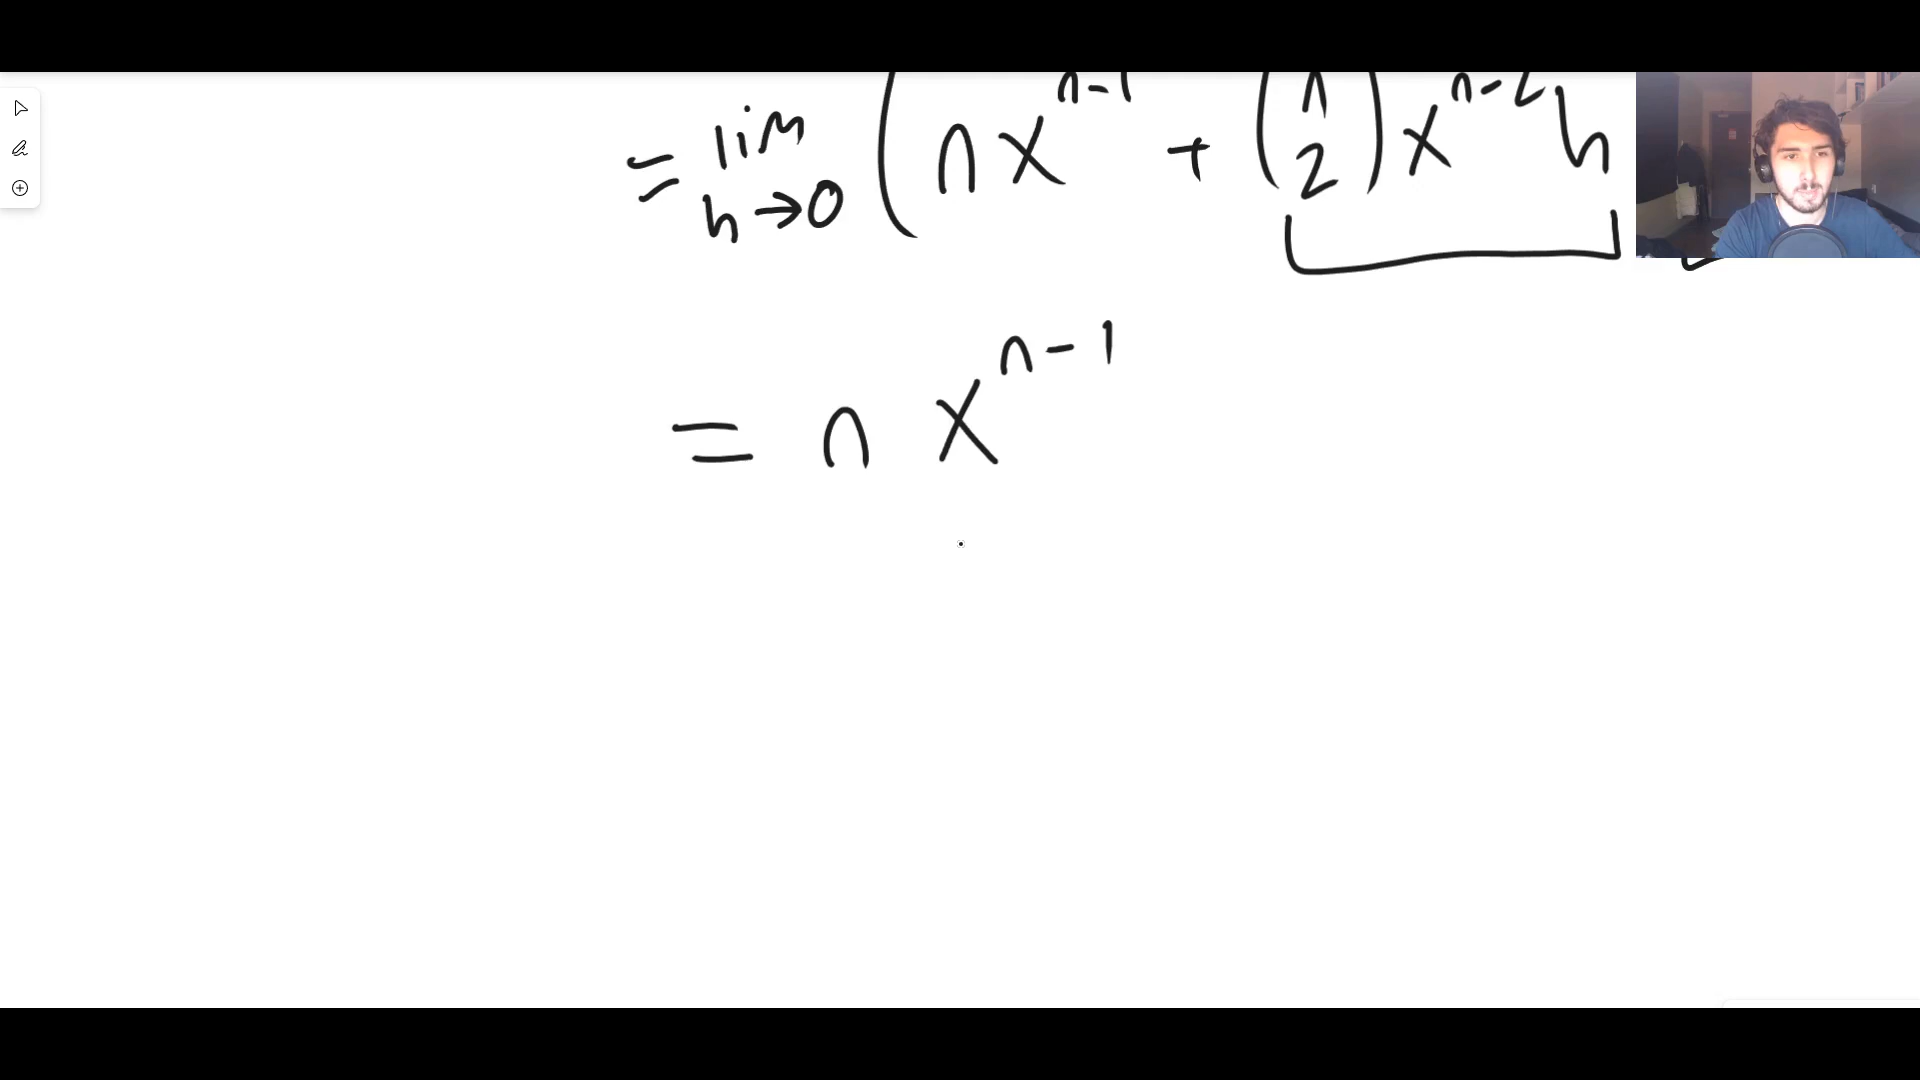 = lim h→0 ( n x^{n-1} + (n 2) x^{n-2} h
= n x^{n-1}